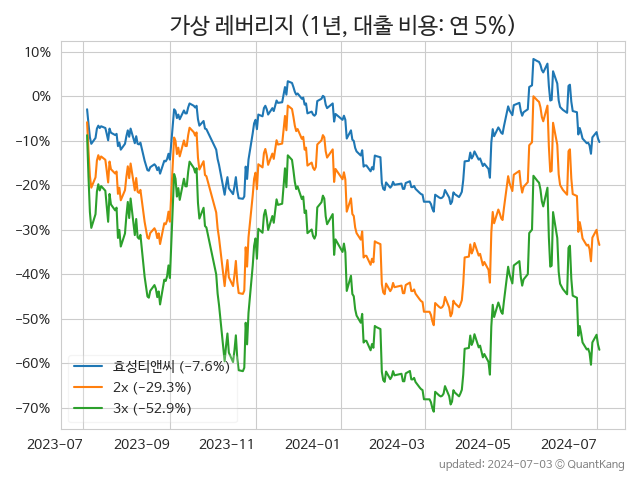 가상 레버리지 (1년, 대출 비용: 연 5%)
10%
0%
−10%
−20%
−30%
−40%
−50%
−60%
−70%
효성티앤씨 (−7.6%)
2x (−29.3%)
3x (−52.9%)
2023-07 2023-09 2023-11 2024-01 2024-03 2024-05 2024-07
updated: 2024-07-03 ⓒ QuantKang